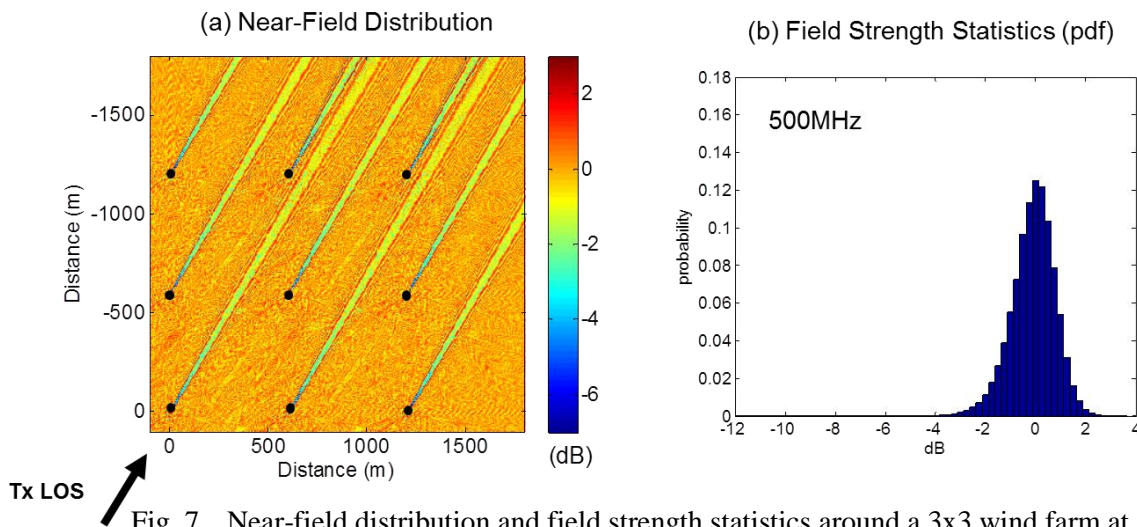 (a) Near-Field Distribution
(b) Field Strength Statistics (pdf)
-1500
-1000
-500
0
Distance (m)
0 500 1000 1500
Distance (m)
2
0
-2
-4
-6
(dB)
500MHz
0.18
0.16
0.14
0.12
0.1
0.08
0.06
0.04
0.02
0
probability
-12 -10 -8 -6 -4 -2 0 2 4
dB
Tx LOS
Fig. 7 Near-field distribution and field strength statistics around a 3x3 wind farm at